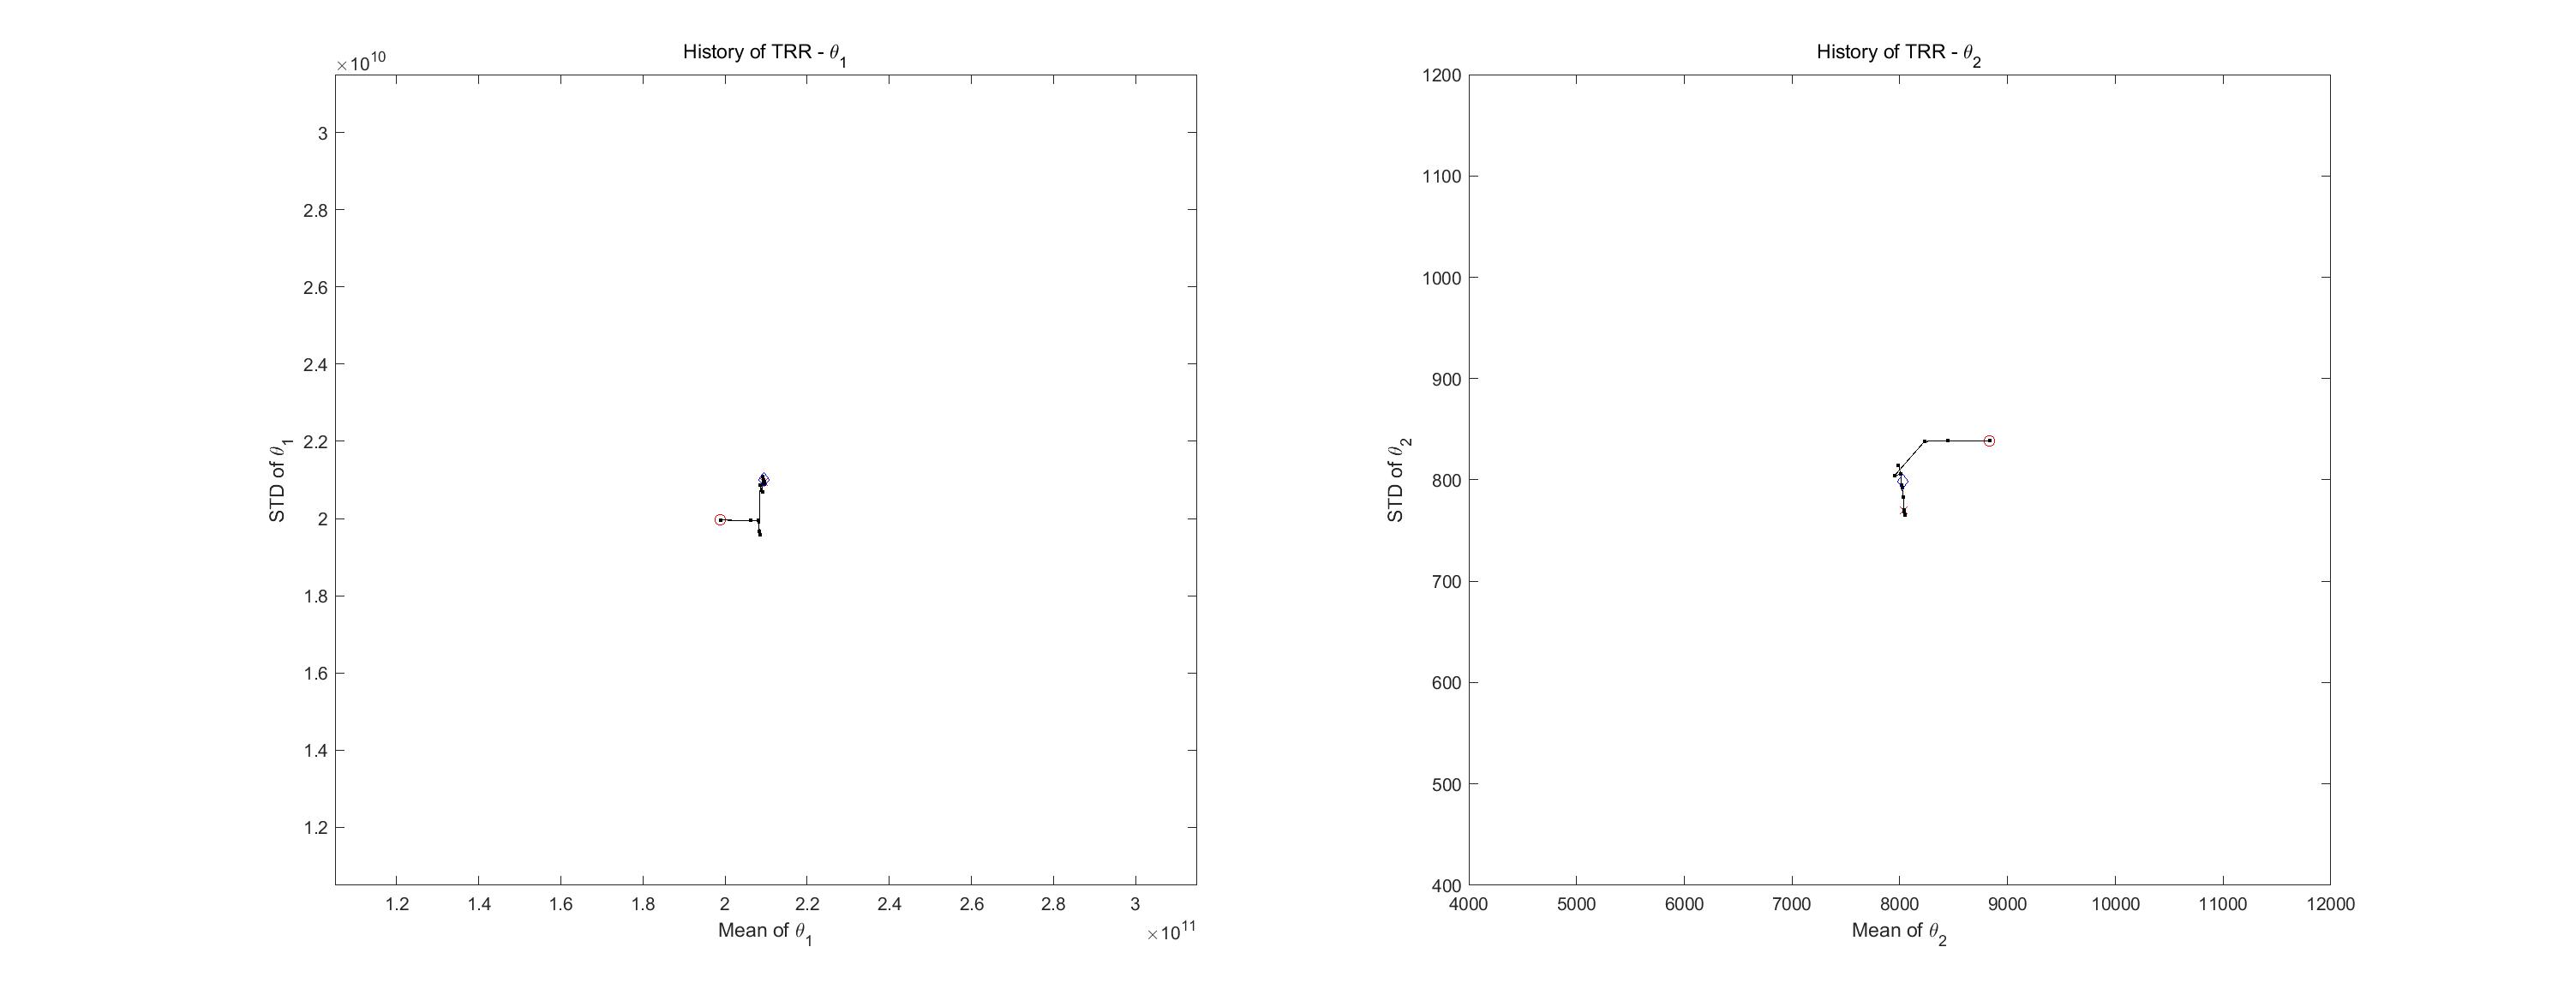 History of TRR - θ1
×10^10
3
2.8
2.6
2.4
2.2
2
1.8
1.6
1.4
1.2
STD of θ1
1.2 1.4 1.6 1.8 2 2.2 2.4 2.6 2.8 3
Mean of θ1
×10^11
History of TRR - θ2
1200
1100
1000
900
800
700
600
500
400
STD of θ2
4000 5000 6000 7000 8000 9000 10000 11000 12000
Mean of θ2